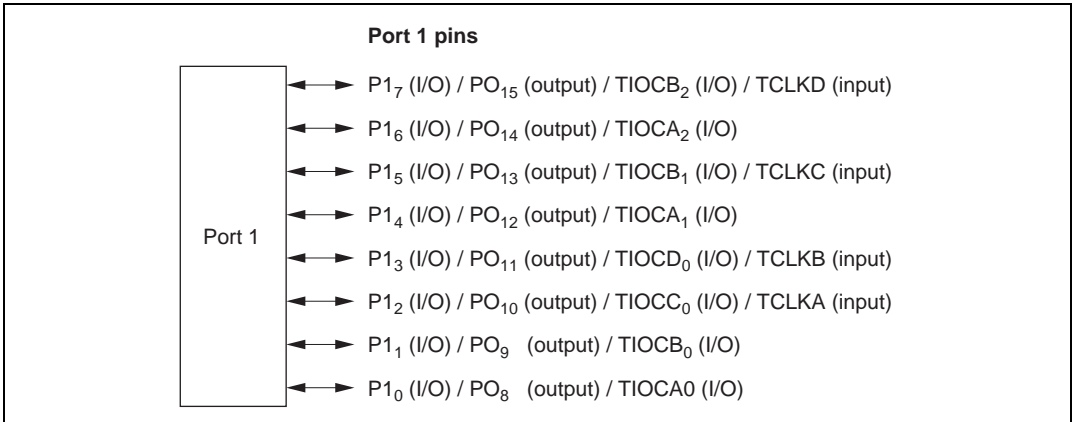 Port 1 pins
P1₇ (I/O) / PO₁₅ (output) / TIOCB₂ (I/O) / TCLKD (input)
P1₆ (I/O) / PO₁₄ (output) / TIOCA₂ (I/O)
P1₅ (I/O) / PO₁₃ (output) / TIOCB₁ (I/O) / TCLKC (input)
P1₄ (I/O) / PO₁₂ (output) / TIOCA₁ (I/O)
Port 1
P1₃ (I/O) / PO₁₁ (output) / TIOCD₀ (I/O) / TCLKB (input)
P1₂ (I/O) / PO₁₀ (output) / TIOCC₀ (I/O) / TCLKA (input)
P1₁ (I/O) / PO₉ (output) / TIOCB₀ (I/O)
P1₀ (I/O) / PO₈ (output) / TIOCA0 (I/O)